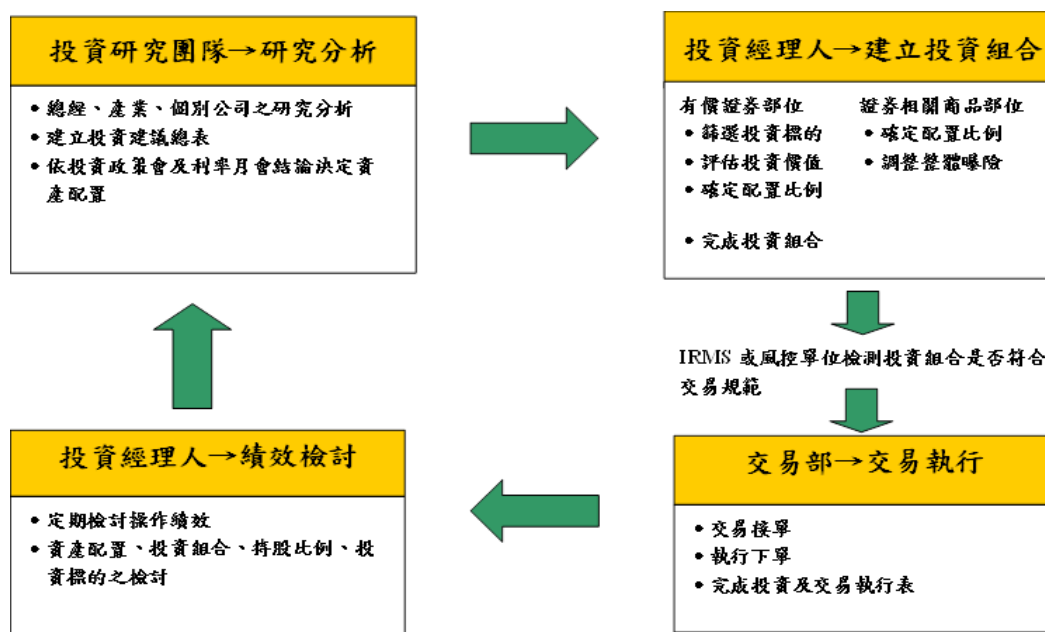 投資研究團隊→研究分析
• 總經、產業、個別公司之研究分析
• 建立投資建議總表
• 依投資政策會及利率月會結論決定資
產配置
投資經理人→建立投資組合
有價證券部位
• 篩選投資標的
• 評估投資價值
• 確定配置比例
• 完成投資組合
證券相關商品部位
• 確定配置比例
• 調整整體曝險
IRMS 或風控單位檢測投資組合是否符合
交易規範
交易部→交易執行
• 交易接單
• 執行下單
• 完成投資及交易執行表
投資經理人→績效檢討
• 定期檢討操作績效
• 資產配置、投資組合、持股比例、投
資標的之檢討